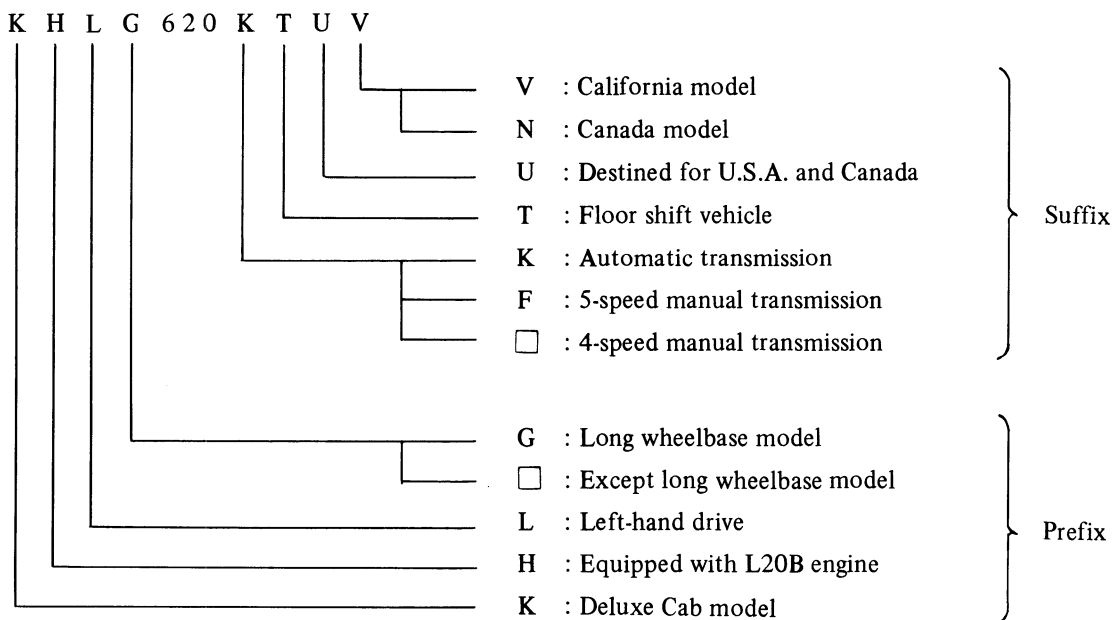 K H L G 6 2 0 K T U V
V : California model
N : Canada model
U : Destined for U.S.A. and Canada
T : Floor shift vehicle
K : Automatic transmission
F : 5-speed manual transmission
□ : 4-speed manual transmission
Suffix
G : Long wheelbase model
□ : Except long wheelbase model
L : Left-hand drive
H : Equipped with L20B engine
K : Deluxe Cab model
Prefix